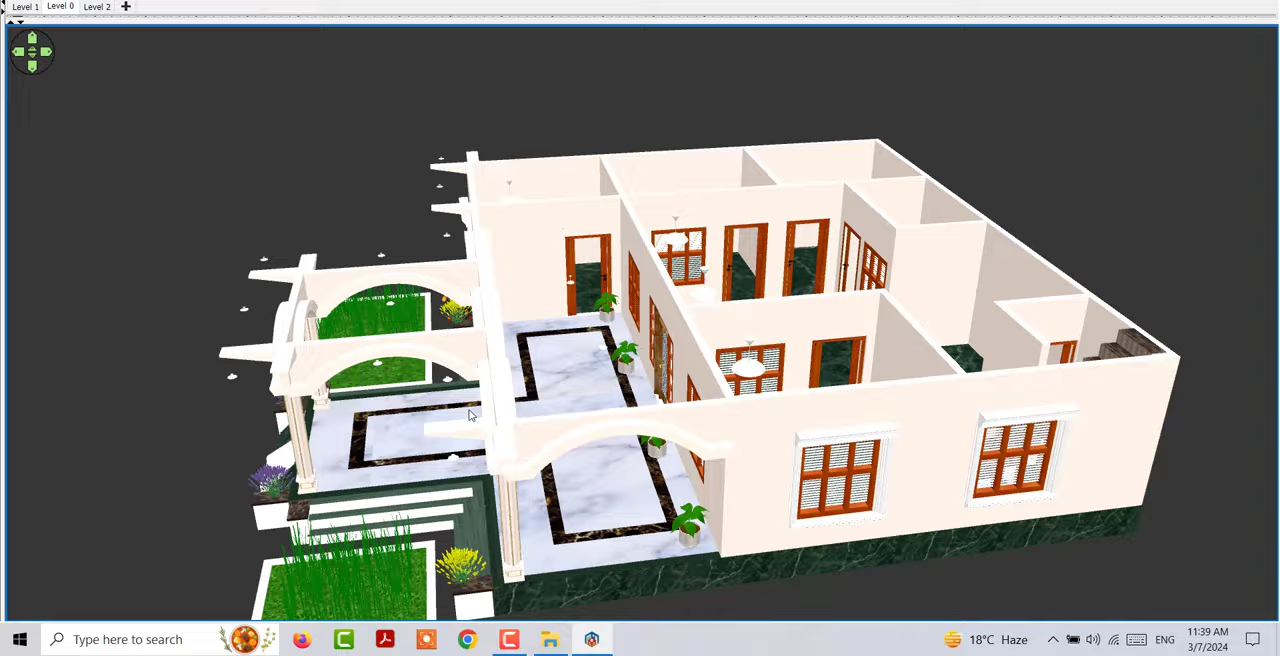 Level 1 Level 0 Level 2
Type here to search
18°C Haze
ENG
11:39 AM
3/7/2024